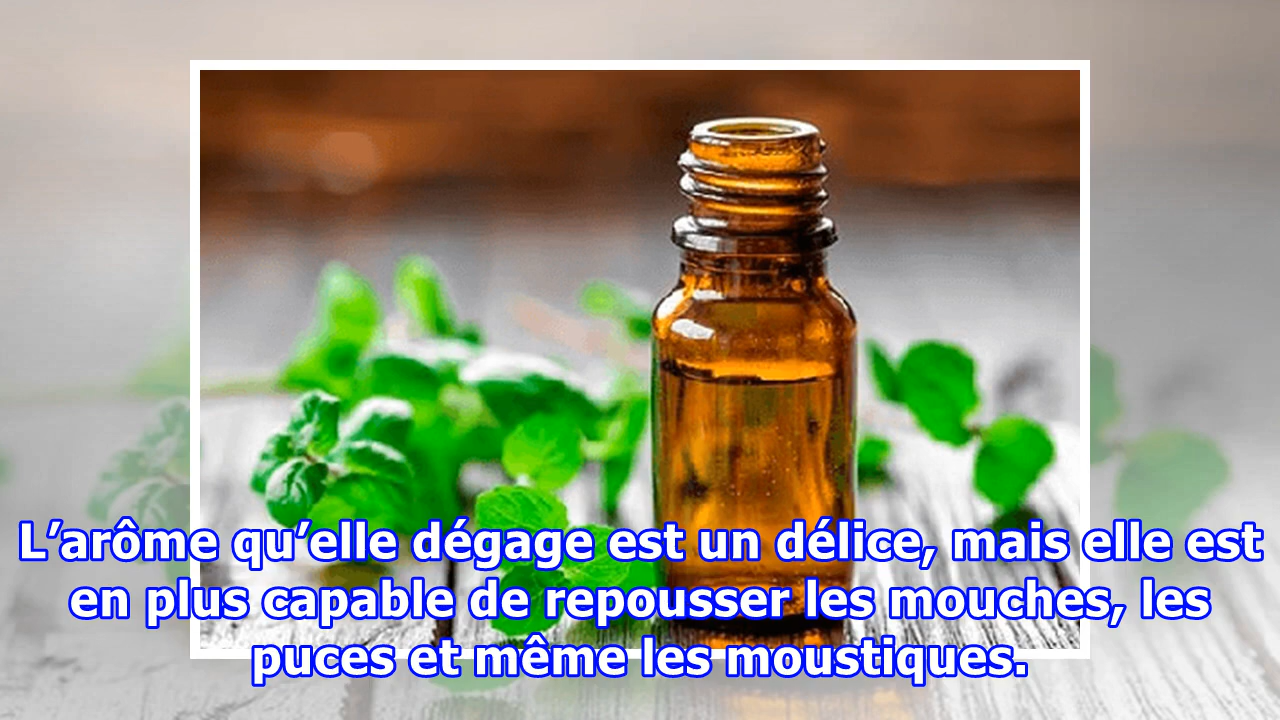 L’arôme qu’elle dégage est un délice, mais elle est
en plus capable de repousser les mouches, les
puces et même les moustiques.